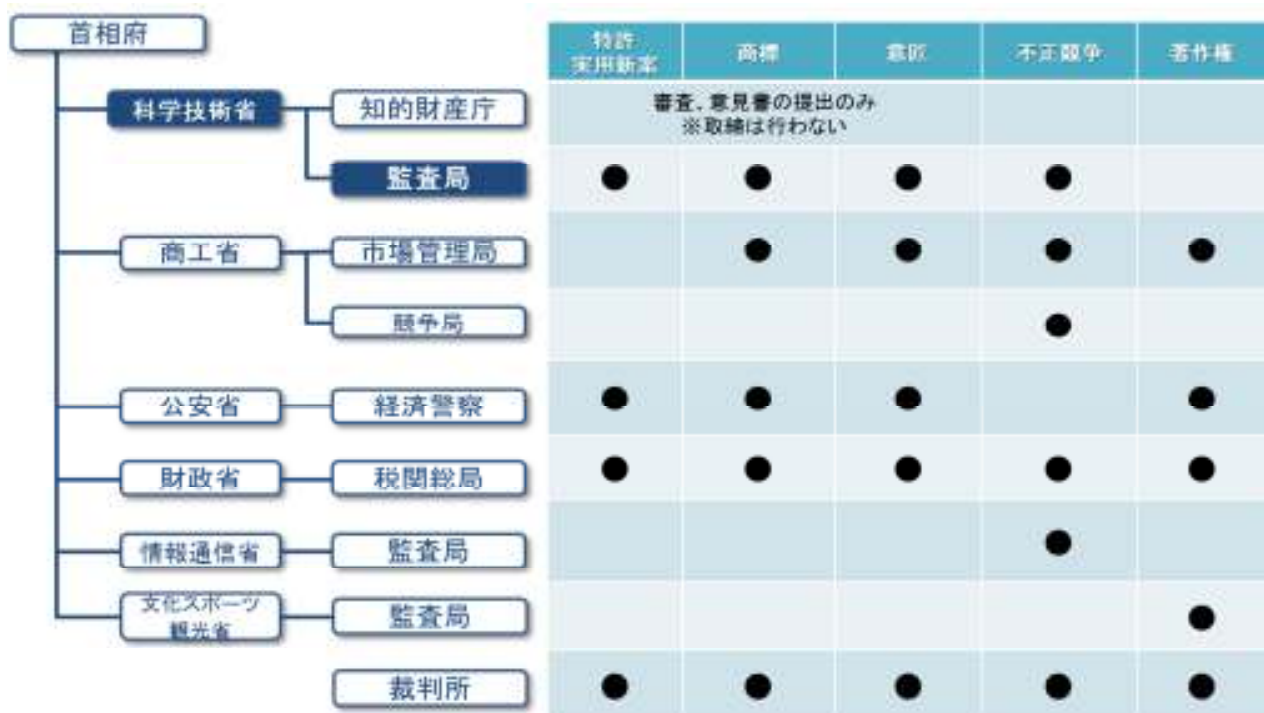 首相府
特許
実用新案
商標
意匠
不正競争
著作権
科学技術省
知的財産庁
審査、意見書の提出のみ
※取締は行わない
監査局
● ● ● ●
商工省
市場管理局
● ● ● ●
競争局
●
公安省
経済警察
● ● ● ●
財政省
税関総局
● ● ● ● ●
情報通信省
監査局
●
文化スポーツ
観光省
監査局
●
裁判所
● ● ● ● ●